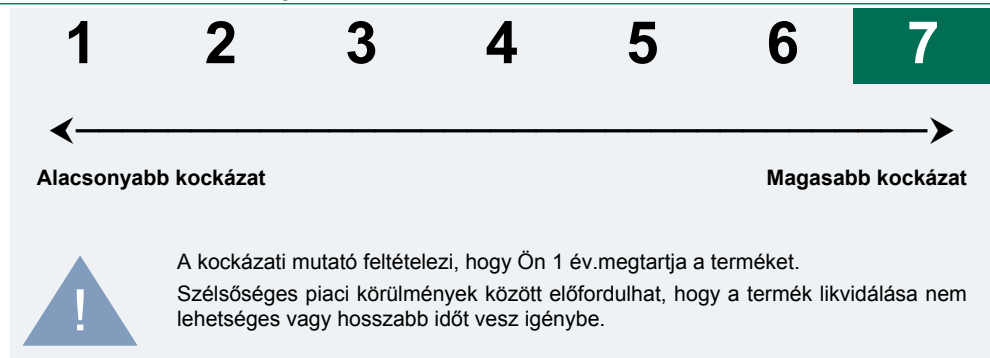 1 2 3 4 5 6 7
Alacsonyabb kockázat Magasabb kockázat
A kockázati mutató feltételezi, hogy Ön 1 év.megtartja a terméket.
Szélsőséges piaci körülmények között előfordulhat, hogy a termék likvidálása nem
lehetséges vagy hosszabb időt vesz igénybe.
!